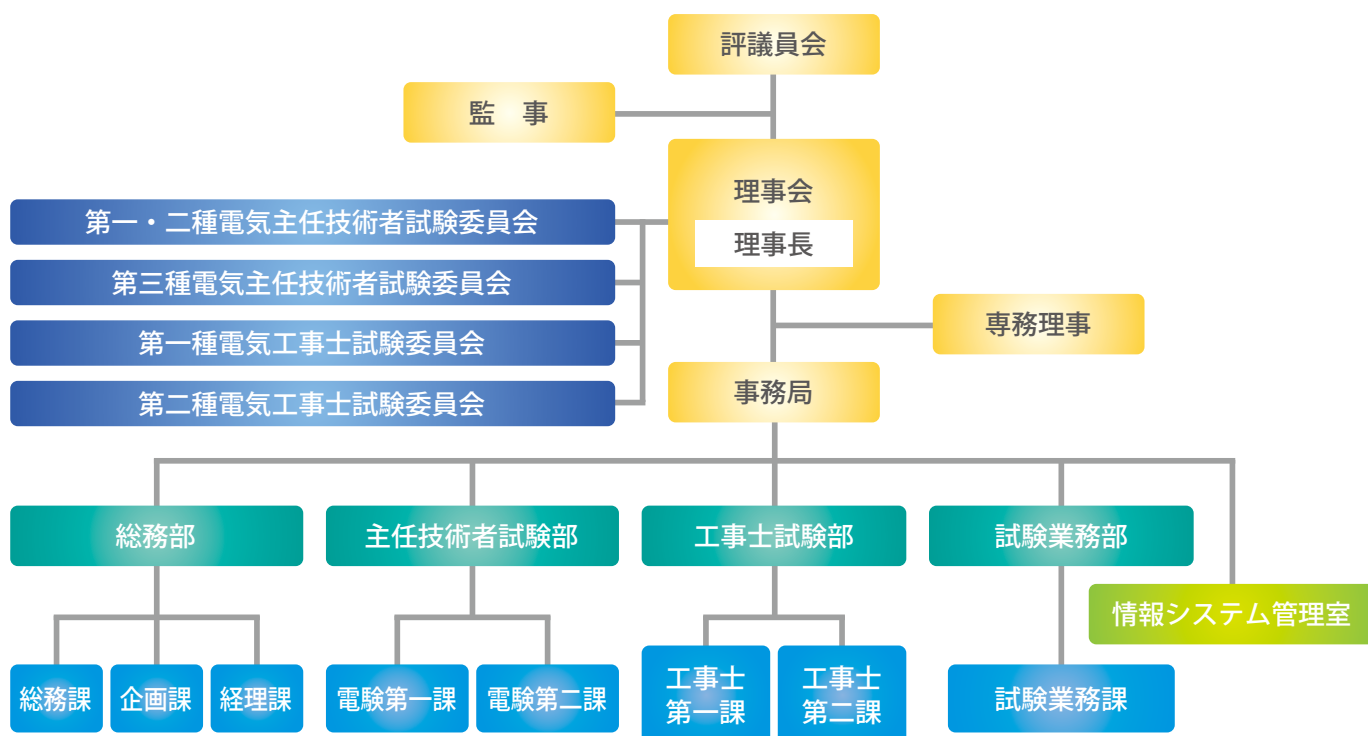 評議員会
監　事
理事会
理事長
第一・二種電気主任技術者試験委員会
第三種電気主任技術者試験委員会
第一種電気工事士試験委員会
第二種電気工事士試験委員会
専務理事
事務局
総務部
主任技術者試験部
工事士試験部
試験業務部
情報システム管理室
総務課
企画課
経理課
電験第一課
電験第二課
工事士
第一課
工事士
第二課
試験業務課